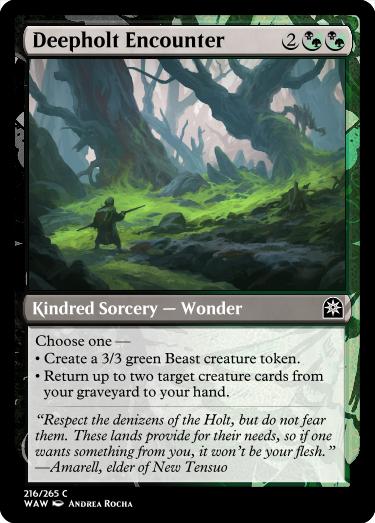 Deepholt Encounter 2
Kindred Sorcery — Wonder
Choose one —
• Create a 3/3 green Beast creature token.
• Return up to two target creature cards from
your graveyard to your hand.
“Respect the denizens of the Holt, but do not fear
them. These lands provide for their needs, so if one
wants something from you, it won’t be your flesh.”
—Amarell, elder of New Tensuo
216/265 C
WAW Andrea Rocha